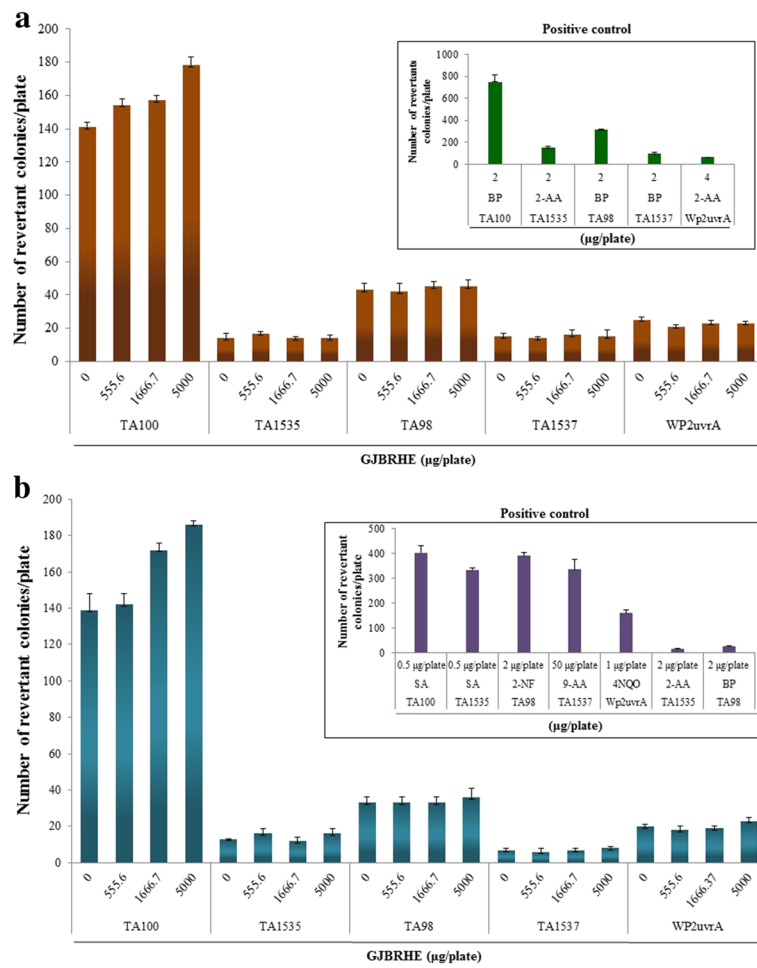 a
Number of revertant colonies/plate
200
180
160
140
120
100
80
60
40
20
0
0 555.6 1666.7 5000 0 555.6 1666.7 5000 0 555.6 1666.7 5000 0 555.6 1666.7 5000 0 555.6 1666.7 5000
TA100 TA1535 TA98 TA1537 WP2uvrA
GJBRHE (µg/plate)
Positive control
Number of revertants
colonies/plate
1000
800
600
400
200
0
2 2 2 2 4
BP 2-AA BP BP 2-AA
TA100 TA1535 TA98 TA1537 Wp2uvrA
(µg/plate)
b
Number of revertant colonies/plate
200
180
160
140
120
100
80
60
40
20
0
0 555.6 1666.7 5000 0 555.6 1666.7 5000 0 555.6 1666.7 5000 0 555.6 1666.7 5000 0 555.6 1666.37 5000
TA100 TA1535 TA98 TA1537 WP2uvrA
GJBRHE (µg/plate)
Positive control
Number of revertant
colonies/plate
500
400
300
200
100
0
0.5 µg/plate 0.5 µg/plate 2 µg/plate 50 µg/plate 1 µg/plate 2 µg/plate 2 µg/plate
SA SA 2-NF 9-AA 4NQO 2-AA BP
TA100 TA1535 TA98 TA1537 Wp2uvrA TA1535 TA98
(µg/plate)